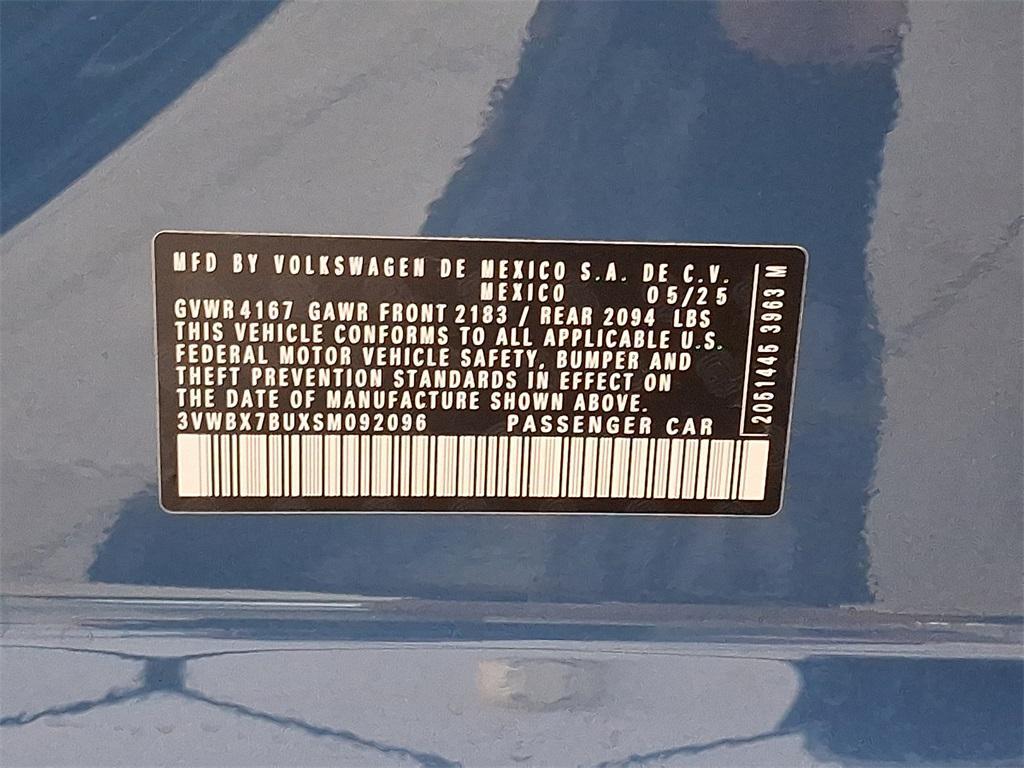 MFD BY VOLKSWAGEN DE MEXICO S.A. DE C.V.
MEXICO 05/25
GVWR 4167 GAWR FRONT 2183 / REAR 2094 LBS
THIS VEHICLE CONFORMS TO ALL APPLICABLE U.S.
FEDERAL MOTOR VEHICLE SAFETY, BUMPER AND
THEFT PREVENTION STANDARDS IN EFFECT ON
THE DATE OF MANUFACTURE SHOWN ABOVE.
3VWBX7BUXSM092096 PASSENGER CAR
2051445 3963 M